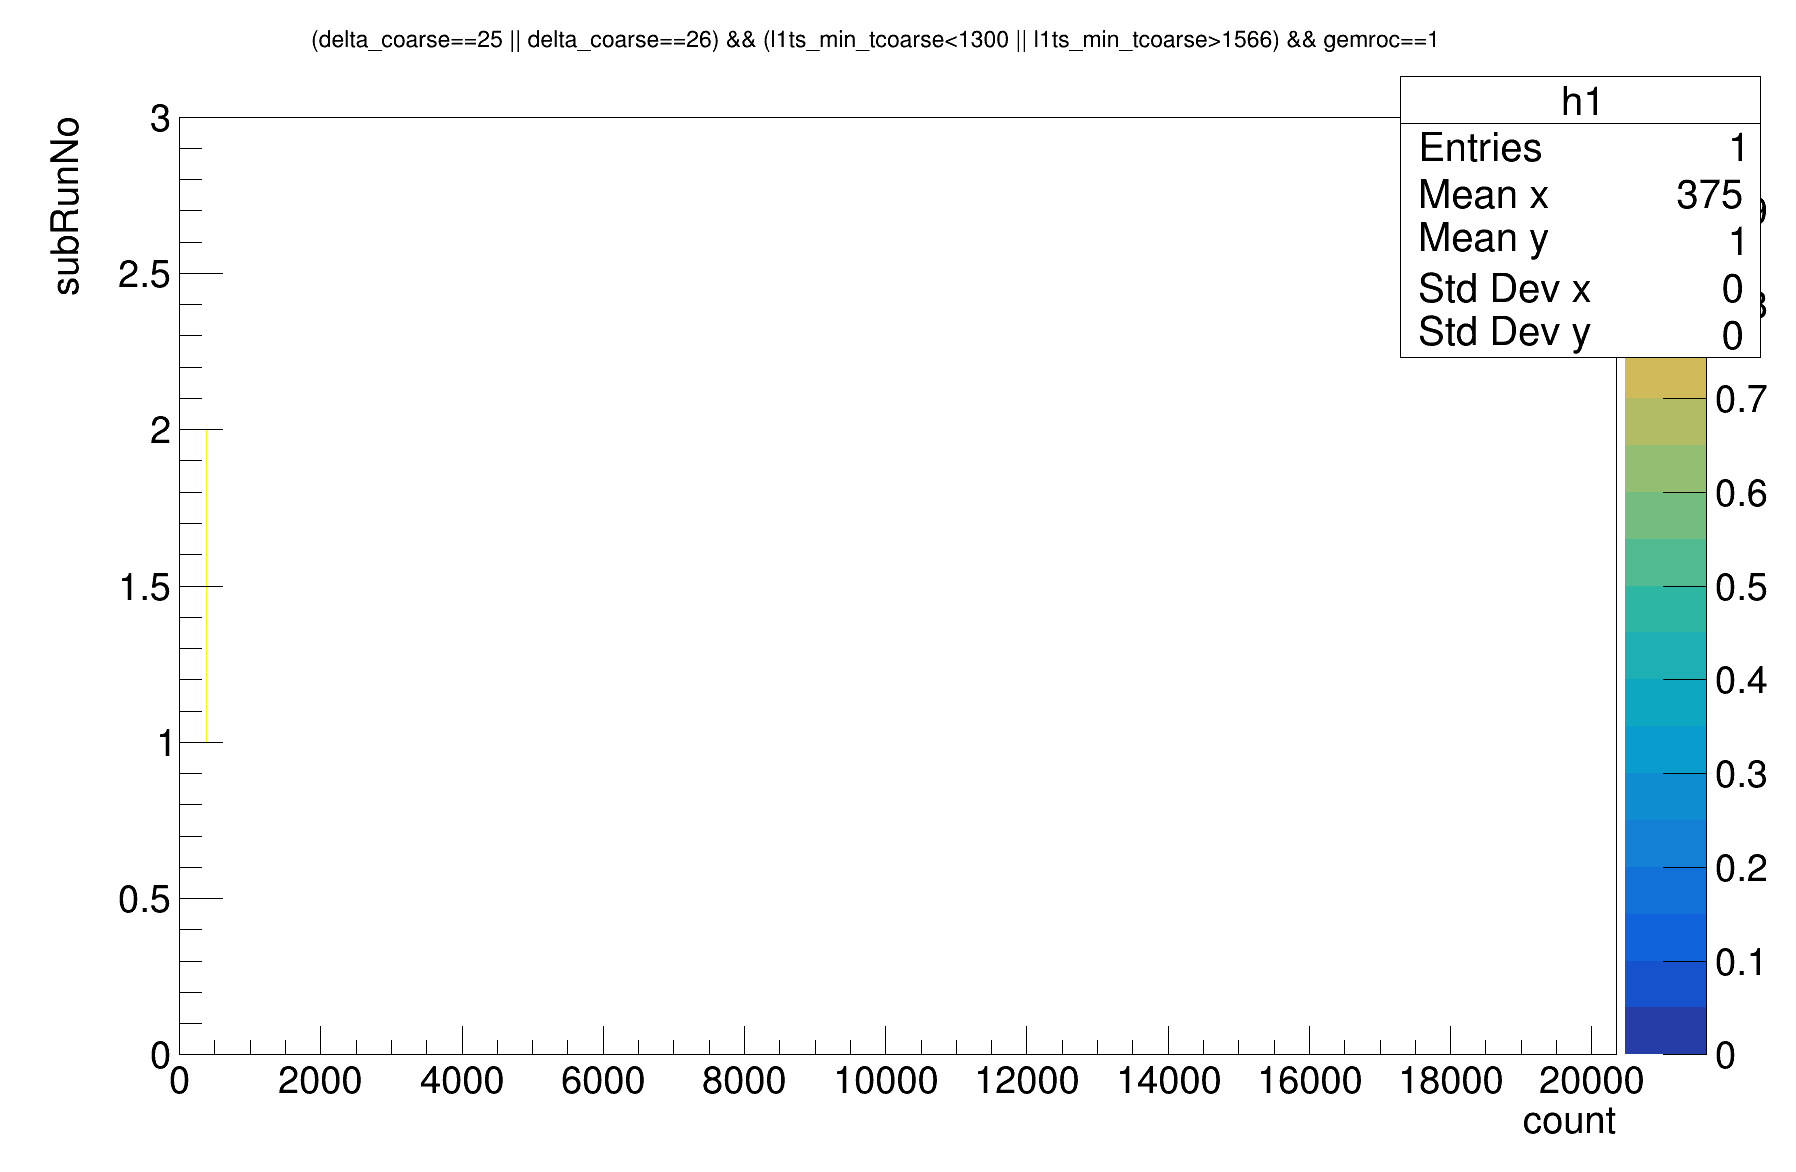 (delta_coarse==25 || delta_coarse==26) && (l1ts_min_tcoarse<1300 || l1ts_min_tcoarse>1566) && gemroc==1
h1
Entries 1
Mean x 375
Mean y 1
Std Dev x 0
Std Dev y 0
subRunNo
3
2.5
2
1.5
1
0.5
0
0 2000 4000 6000 8000 10000 12000 14000 16000 18000 20000
count
0.7
0.6
0.5
0.4
0.3
0.2
0.1
0